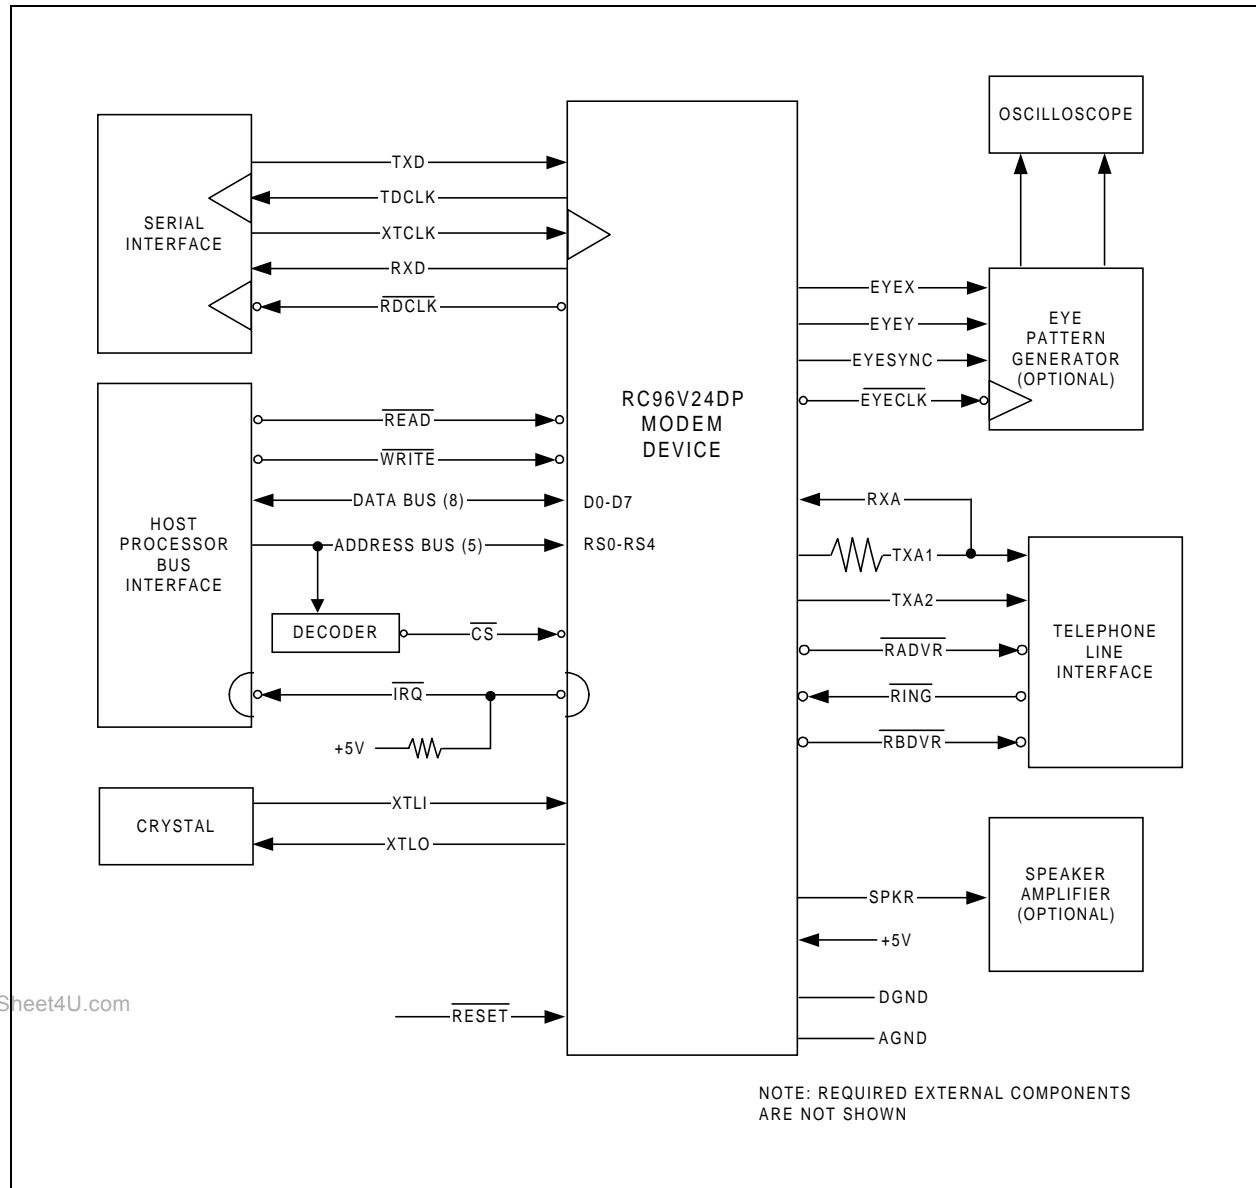 OSCILLOSCOPE
SERIAL
INTERFACE
TXD
TDCLK
XTCLK
RXD
RDCLK
EYEX
EYEY
EYESYNC
EYECLK
EYE
PATTERN
GENERATOR
(OPTIONAL)
RC96V24DP
MODEM
DEVICE
HOST
PROCESSOR
BUS
INTERFACE
READ
WRITE
DATA BUS (8)
D0-D7
ADDRESS BUS (5)
RS0-RS4
DECODER
CS
IRQ
+5V
RXA
TXA1
TXA2
RADVR
RING
RBDVR
TELEPHONE
LINE
INTERFACE
CRYSTAL
XTLI
XTLO
SPKR
SPEAKER
AMPLIFIER
(OPTIONAL)
+5V
DGND
AGND
Sheet4U.com
RESET
NOTE: REQUIRED EXTERNAL COMPONENTS
ARE NOT SHOWN